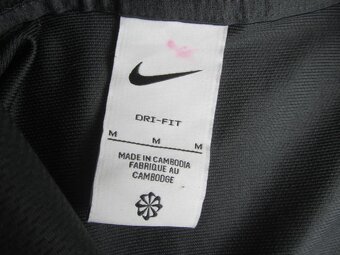 DRI-FIT
M M M
MADE IN CAMBODIA
FABRIQUE AU
CAMBODGE